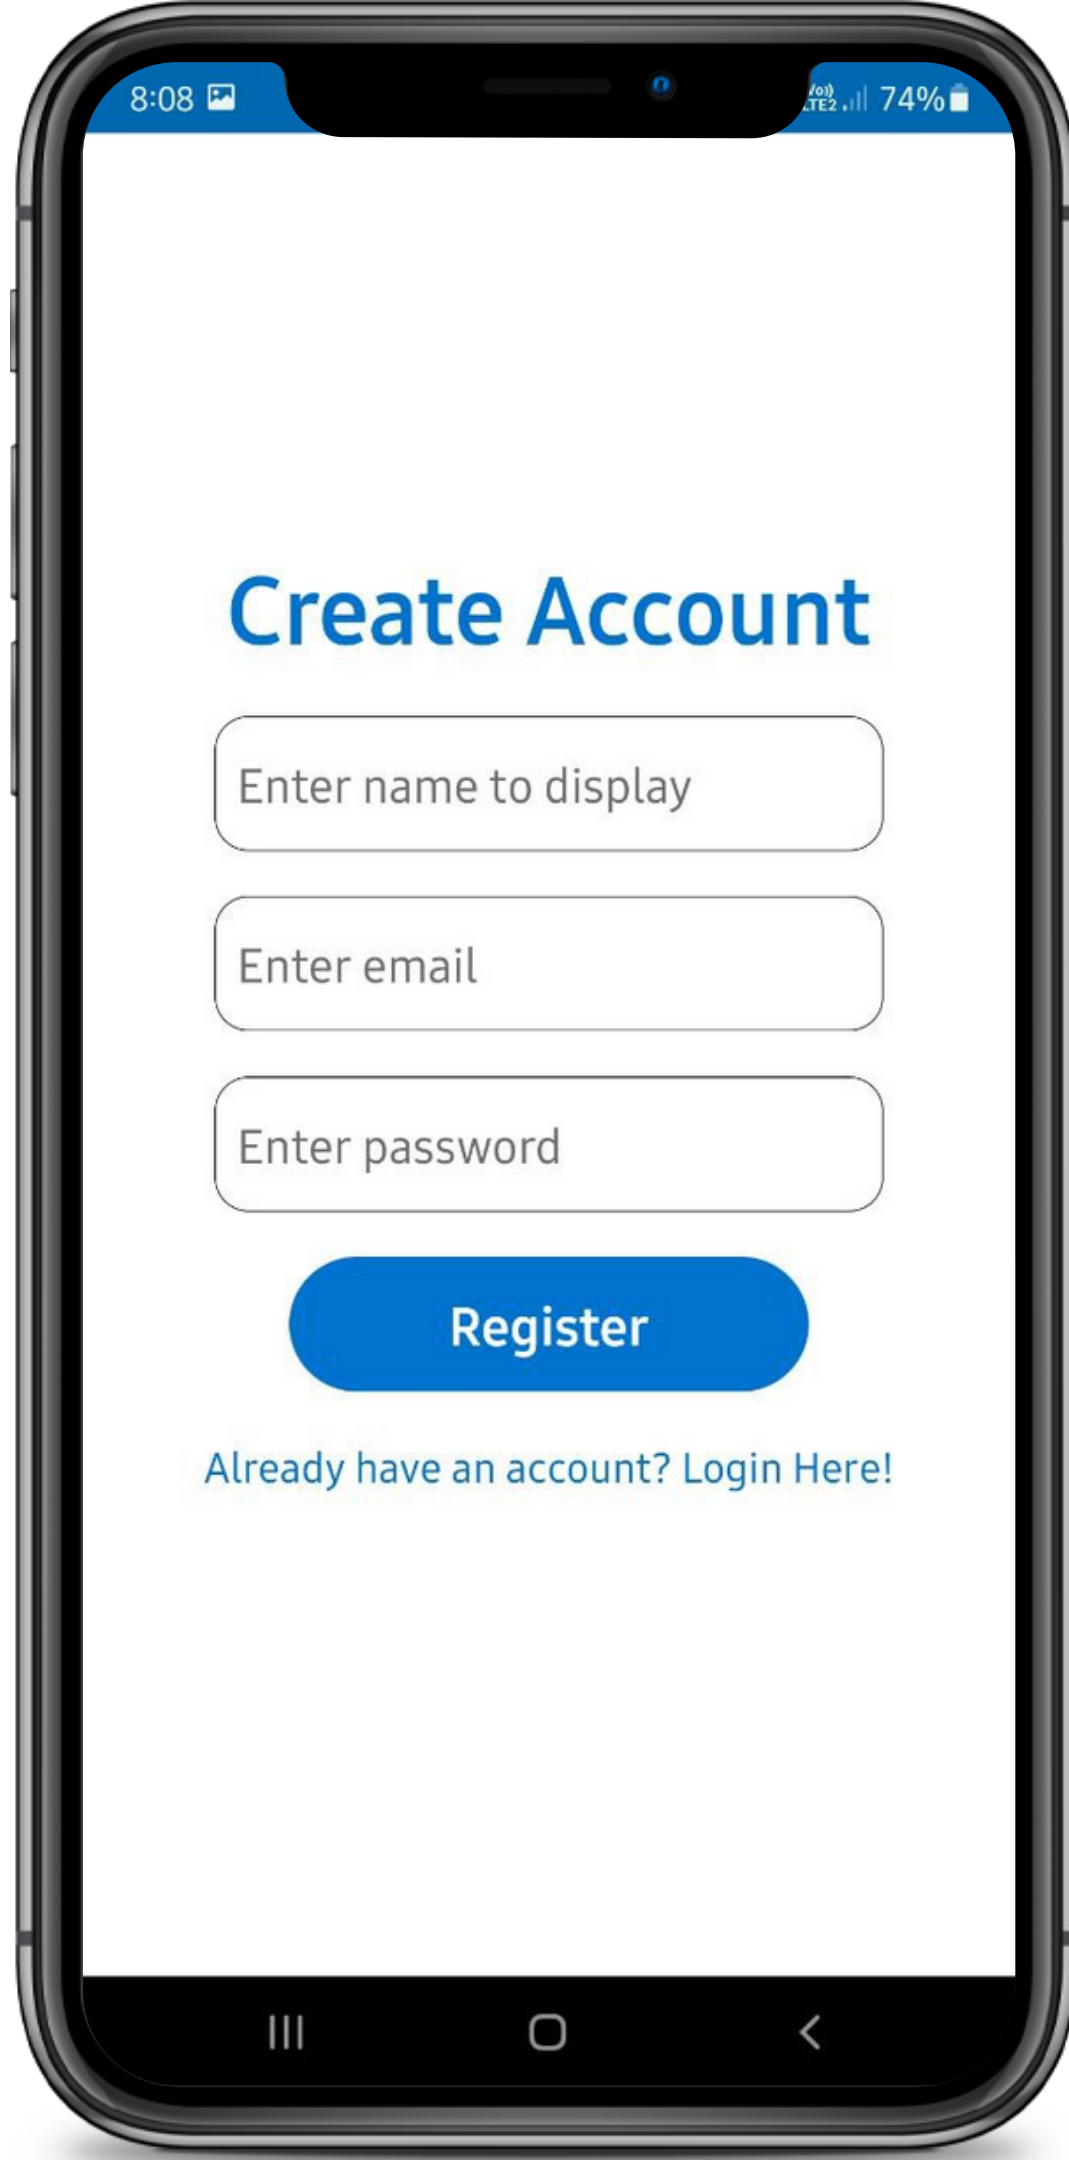 8:08 74%
Create Account
Enter name to display
Enter email
Enter password
Register
Already have an account? Login Here!